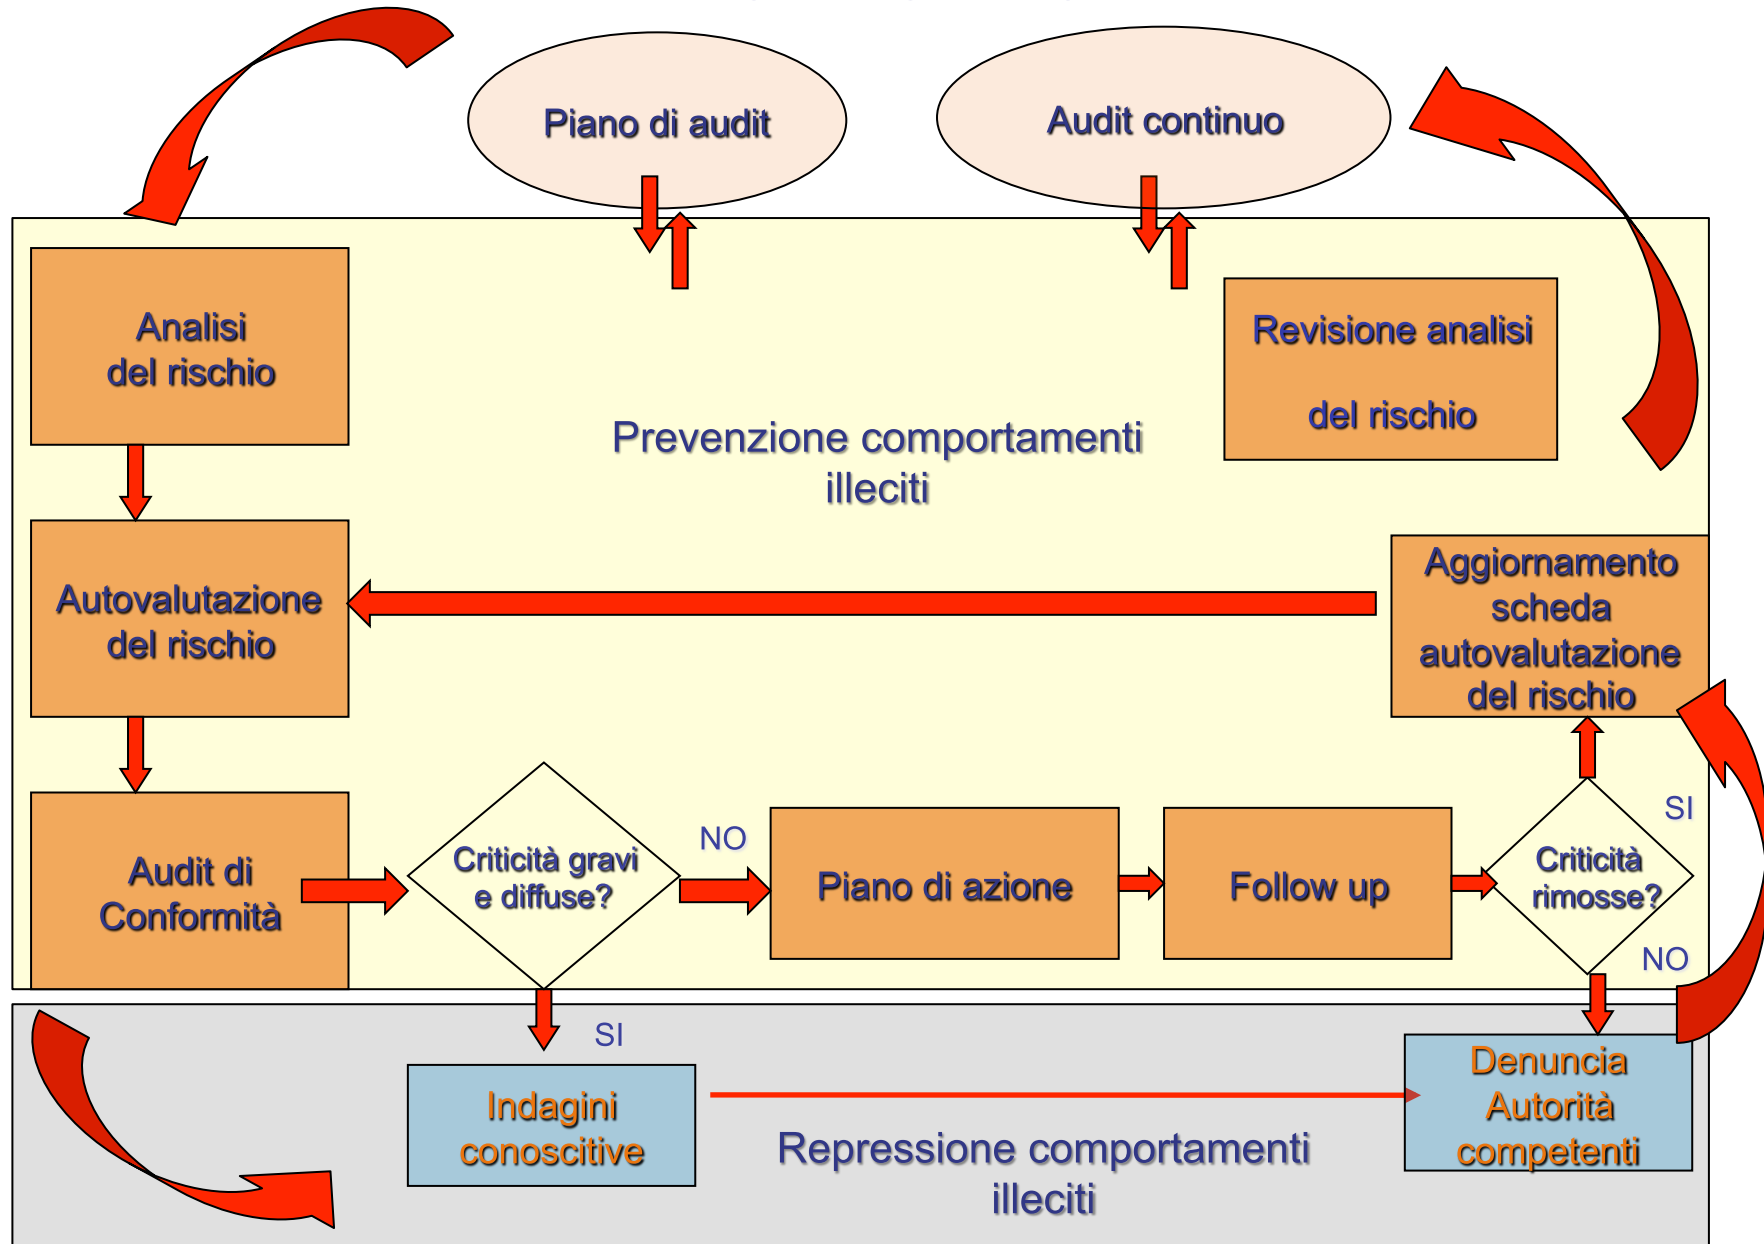 Piano di audit
Audit continuo
Analisi
del rischio
Revisione analisi
del rischio
Prevenzione comportamenti
illeciti
Autovalutazione
del rischio
Aggiornamento
scheda
autovalutazione
del rischio
Audit di
Conformità
Criticità gravi
e diffuse?
NO
Piano di azione
Follow up
Criticità
rimosse?
SI
NO
SI
Indagini
conoscitive
Denuncia
Autorità
competenti
Repressione comportamenti
illeciti